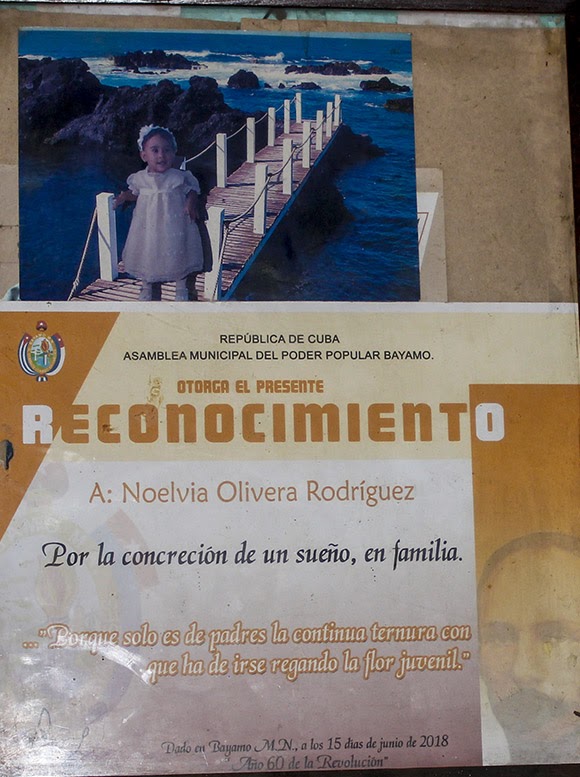 REPÚBLICA DE CUBA
ASAMBLEA MUNICIPAL DEL PODER POPULAR BAYAMO.
OTORGA EL PRESENTE
RECONOCIMIENTO
A: Noelvia Olivera Rodríguez
Por la concreción de un sueño, en familia.
..."Porque solo es de padres la continua ternura con
que ha de irse regando la flor juvenil."
Dado en Bayamo M.N., a los 15 días de junio de 2018
"Año 60 de la Revolución"